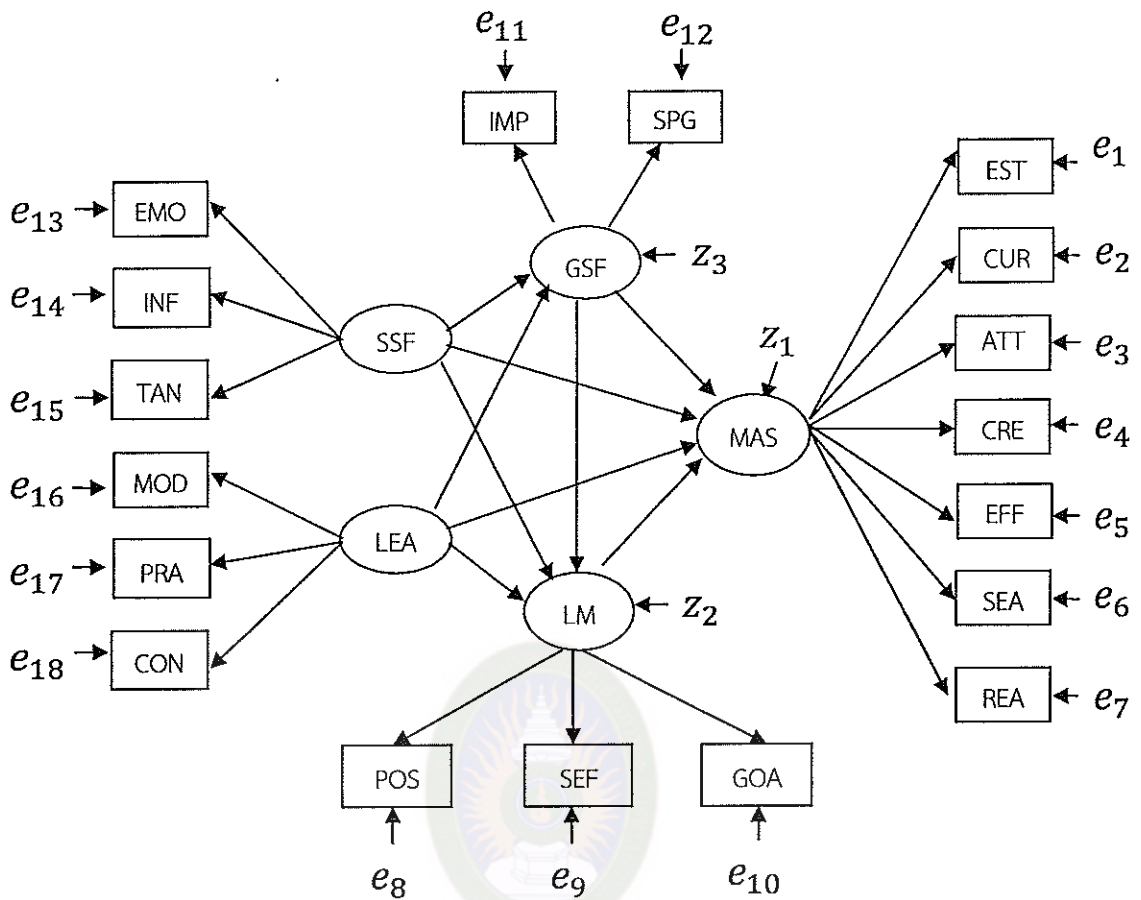 e₁₁
e₁₂
IMP
SPG
EST
e₁
e₁₃
EMO
GSF
z₃
CUR
e₂
e₁₄
INF
SSF
z₁
ATT
e₃
e₁₅
TAN
MAS
CRE
e₄
e₁₆
MOD
EFF
e₅
LEA
e₁₇
PRA
LM
z₂
SEA
e₆
e₁₈
CON
REA
e₇
POS
SEF
GOA
e₈
e₉
e₁₀